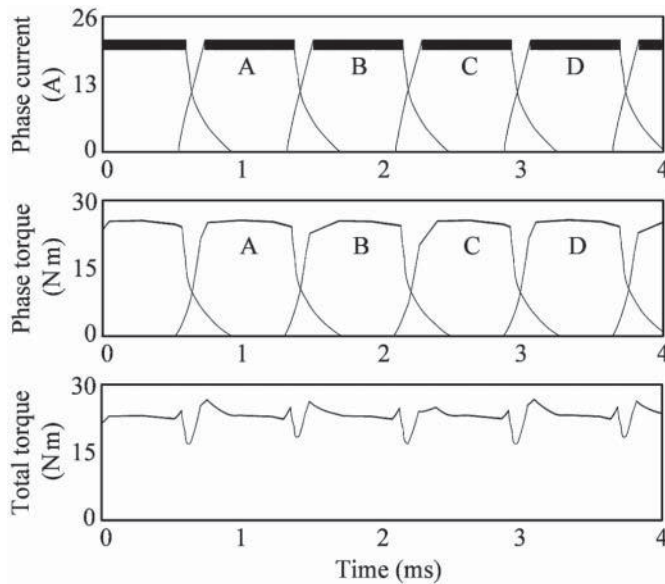 Phase current
(A)
26
13
0
A B C D
0 1 2 3 4
Phase torque
(N m)
30
15
0
A B C D
0 1 2 3 4
Total torque
(N m)
30
15
0
0 1 2 3 4
Time (ms)